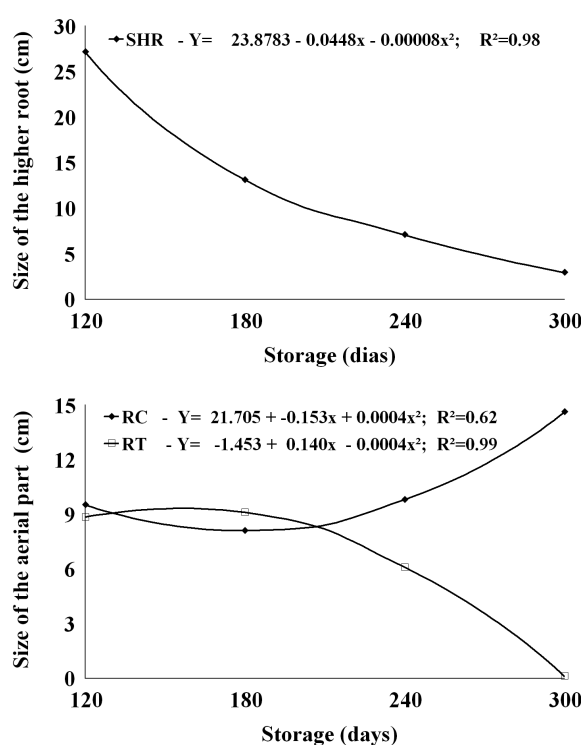 SHR - Y= 23.8783 - 0.0448x - 0.00008x²; R²=0.98
Size of the higher root (cm)
30
25
20
15
10
5
0
120 180 240 300
Storage (dias)
RC - Y= 21.705 + -0.153x + 0.0004x²; R²=0.62
RT - Y= -1.453 + 0.140x - 0.0004x²; R²=0.99
Size of the aerial part (cm)
15
12
9
6
3
0
120 180 240 300
Storage (days)